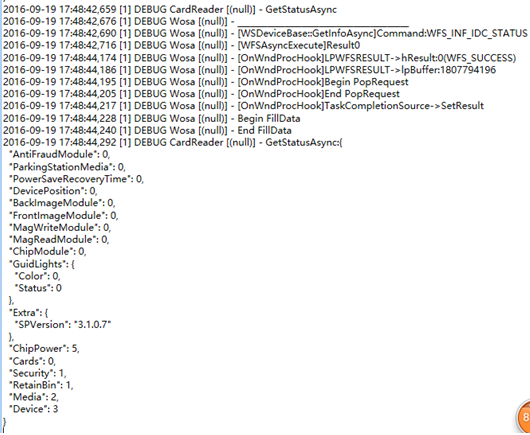 2016-09-19 17:48:42,659 [1] DEBUG CardReader [(null)] - GetStatusAsync
2016-09-19 17:48:42,676 [1] DEBUG Wosa [(null)] - ________________________________
2016-09-19 17:48:42,690 [1] DEBUG Wosa [(null)] - [WSDeviceBase::GetInfoAsync]Command:WFS_INF_IDC_STATUS
2016-09-19 17:48:42,716 [1] DEBUG Wosa [(null)] - [WFSAsyncExecute]Result0
2016-09-19 17:48:44,174 [1] DEBUG Wosa [(null)] - [OnWndProcHook]LPWFSRESULT->hResult:0(WFS_SUCCESS)
2016-09-19 17:48:44,186 [1] DEBUG Wosa [(null)] - [OnWndProcHook]LPWFSRESULT->lpBuffer:1807794196
2016-09-19 17:48:44,195 [1] DEBUG Wosa [(null)] - [OnWndProcHook]Begin PopRequest
2016-09-19 17:48:44,205 [1] DEBUG Wosa [(null)] - [OnWndProcHook]End PopRequest
2016-09-19 17:48:44,217 [1] DEBUG Wosa [(null)] - [OnWndProcHook]TaskCompletionSource->SetResult
2016-09-19 17:48:44,228 [1] DEBUG Wosa [(null)] - Begin FillData
2016-09-19 17:48:44,240 [1] DEBUG Wosa [(null)] - End FillData
2016-09-19 17:48:44,292 [1] DEBUG CardReader [(null)] - GetStatusAsync:{
"AntiFraudModule": 0,
"ParkingStationMedia": 0,
"PowerSaveRecoveryTime": 0,
"DevicePosition": 0,
"BackImageModule": 0,
"FrontImageModule": 0,
"MagWriteModule": 0,
"MagReadModule": 0,
"ChipModule": 0,
"GuidLights": {
"Color": 0,
"Status": 0
},
"Extra": {
"SPVersion": "3.1.0.7"
},
"ChipPower": 5,
"Cards": 0,
"Security": 1,
"RetainBin": 1,
"Media": 2,
"Device": 3
}
8